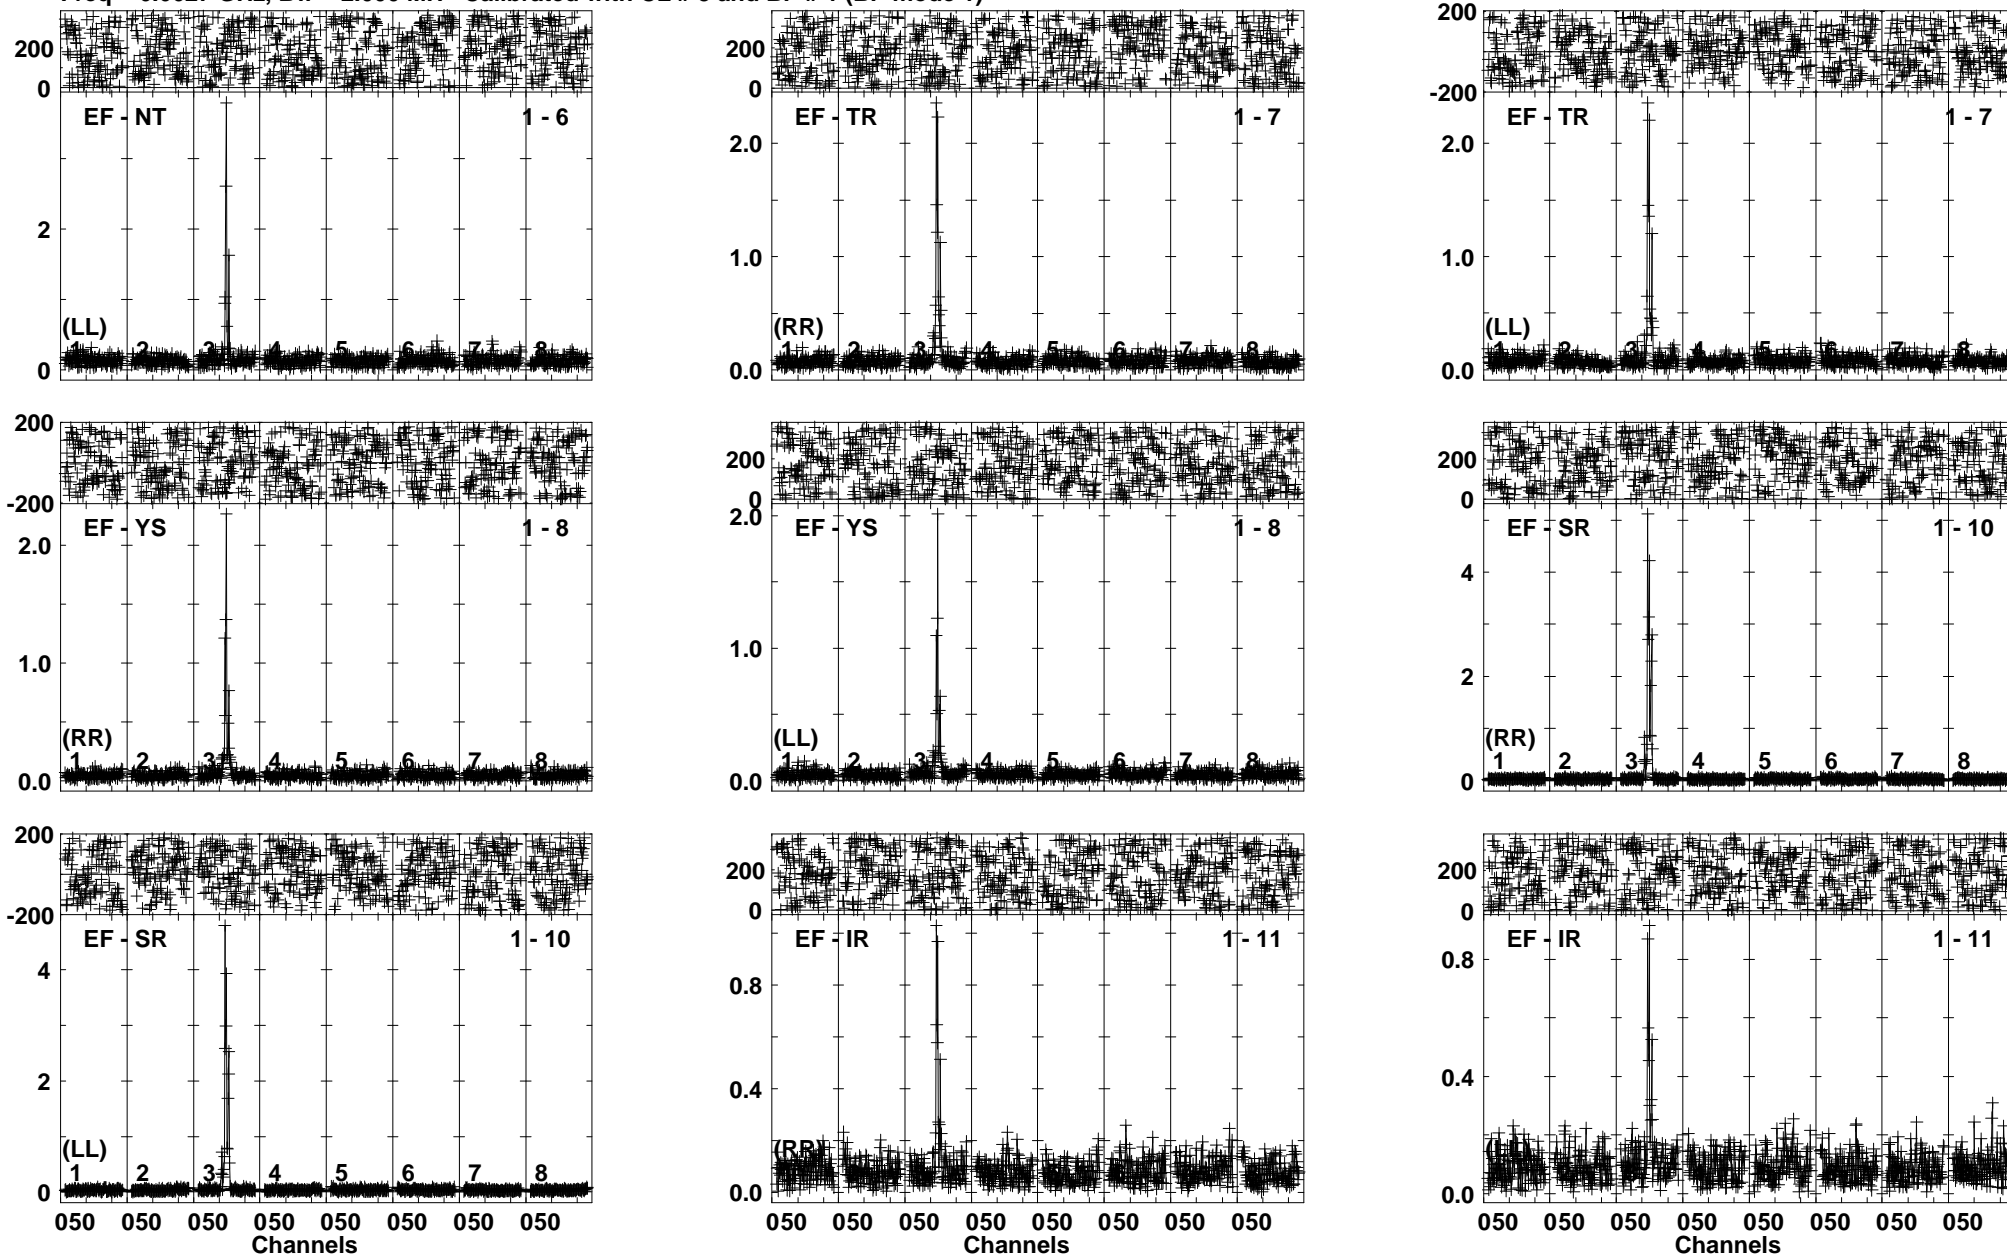 200 200 200
0 0 -200
EF - NT 1 - 6
EF - TR 1 - 7
EF - TR 1 - 7
2.0 2.0
2
1.0 1.0
(LL) (RR) (LL)
1 2 3 4 5 6 7 8
1 2 3 4 5 6 7 8
1 2 3 4 5 6 7 8
0 0.0 0.0
200 200 200
-200 0 0
EF - YS 1 - 8
EF - YS 1 - 8
EF - SR 1 - 10
2.0 2.0 4
1.0 1.0 2
(RR) (LL) (RR)
1 2 3 4 5 6 7 8
1 2 3 4 5 6 7 8
1 2 3 4 5 6 7 8
0.0 0.0 0
200 200 200
-200 0 0
EF - SR 1 - 10
EF - IR 1 - 11
EF - IR 1 - 11
4 0.8 0.8
2 0.4 0.4
(LL) (RR)
1 2 3 4 5 6 7 8
0 0.0 0.0
050 050 050 050 050 050 050 050
050 050 050 050 050 050 050 050
050 050 050 050 050 050 050 050
Channels Channels Channels